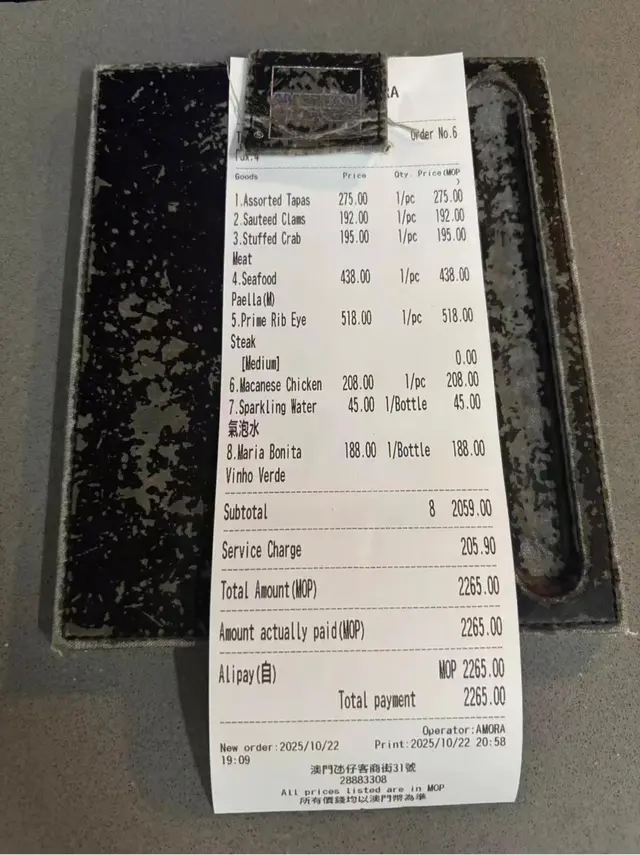 RA
Order No.6
Goods Price Qty. Price(MOP
)
1.Assorted Tapas 275.00 1/pc 275.00
2.Sauteed Clams 192.00 1/pc 192.00
3.Stuffed Crab 195.00 1/pc 195.00
Meat
4.Seafood 438.00 1/pc 438.00
Paella(M)
5.Prime Rib Eye 518.00 1/pc 518.00
Steak
[Medium] 0.00
6.Macanese Chicken 208.00 1/pc 208.00
7.Sparkling Water 45.00 1/Bottle 45.00
氣泡水
8.Maria Bonita 188.00 1/Bottle 188.00
Vinho Verde
Subtotal 8 2059.00
Service Charge 205.90
Total Amount(MOP) 2265.00
Amount actually paid(MOP) 2265.00
Alipay(自) MOP 2265.00
Total payment 2265.00
Operator:AMORA
New order:2025/10/22 Print:2025/10/22 20:58
19:09
澳門氹仔客商街31號
28883308
All prices listed are in MOP
所有價錢均以澳門幣為準